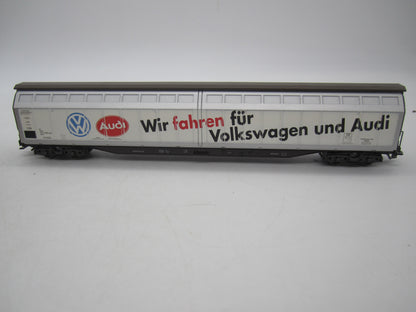 VW
Audi
Wir fahren für
Volkswagen und Audi